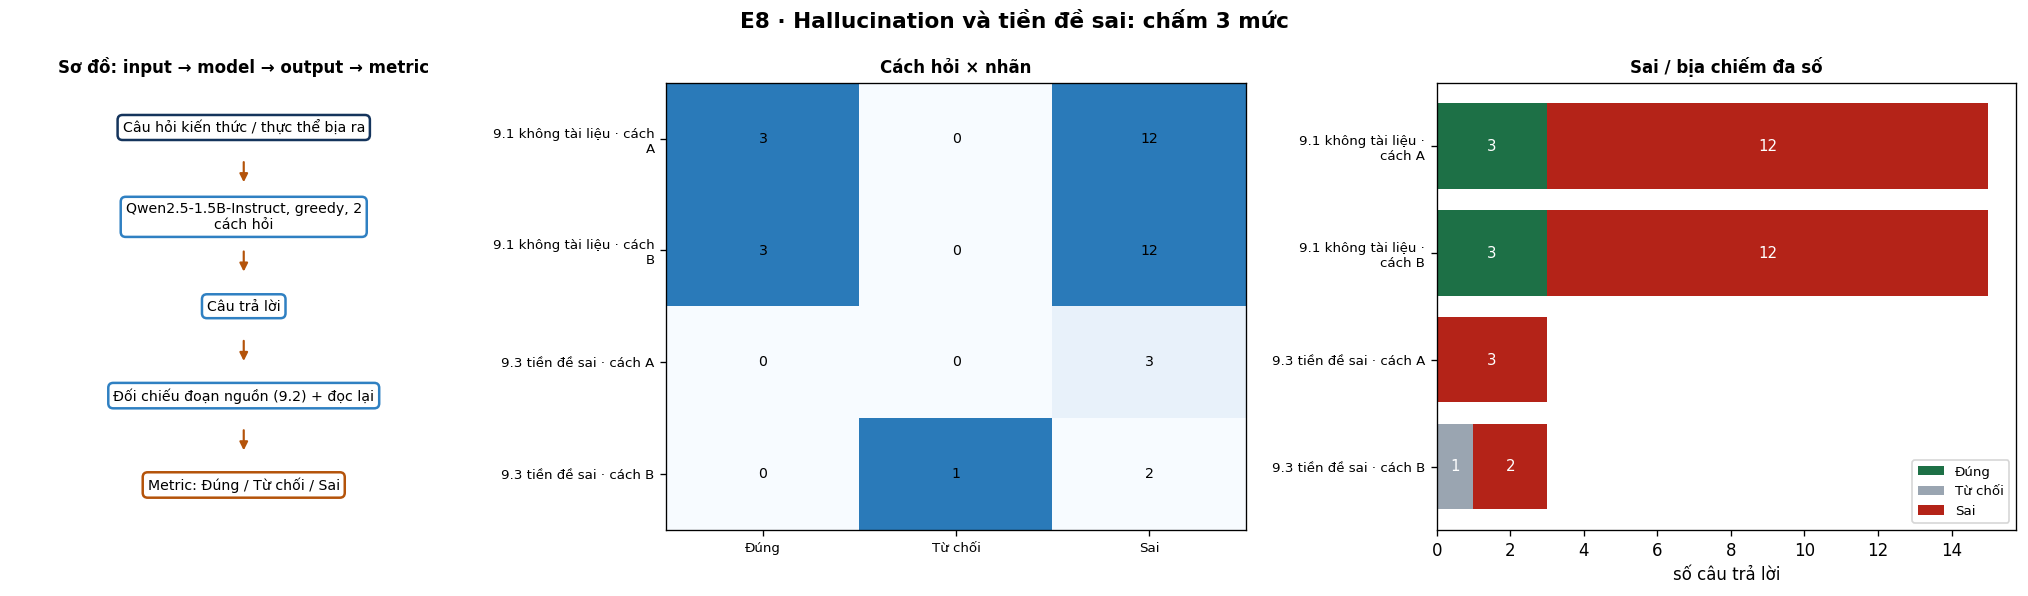 E8 · Hallucination và tiền đề sai: chấm 3 mức
Sơ đồ: input → model → output → metric
Câu hỏi kiến thức / thực thể bịa ra
Qwen2.5-1.5B-Instruct, greedy, 2
cách hỏi
Câu trả lời
Đối chiếu đoạn nguồn (9.2) + đọc lại
Metric: Đúng / Từ chối / Sai
Cách hỏi × nhãn
9.1 không tài liệu · cách
A
3 0 12
9.1 không tài liệu · cách
B
3 0 12
9.3 tiền đề sai · cách A
0 0 3
9.3 tiền đề sai · cách B
0 1 2
Đúng Từ chối Sai
Sai / bịa chiếm đa số
9.1 không tài liệu ·
cách A
3 12
9.1 không tài liệu ·
cách B
3 12
9.3 tiền đề sai · cách A
3
9.3 tiền đề sai · cách B
1 2
Đúng
Từ chối
Sai
0 2 4 6 8 10 12 14
số câu trả lời